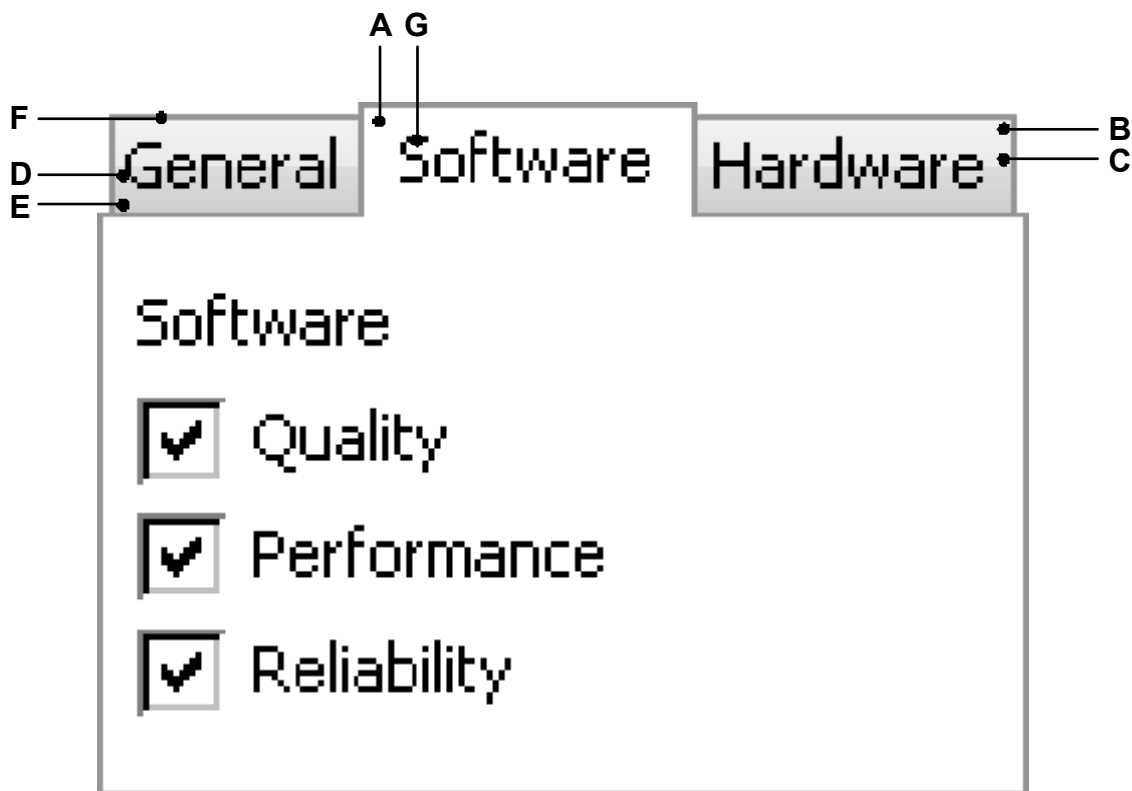 A G
F
B
General Software Hardware
D
C
E
Software
Quality
Performance
Reliability